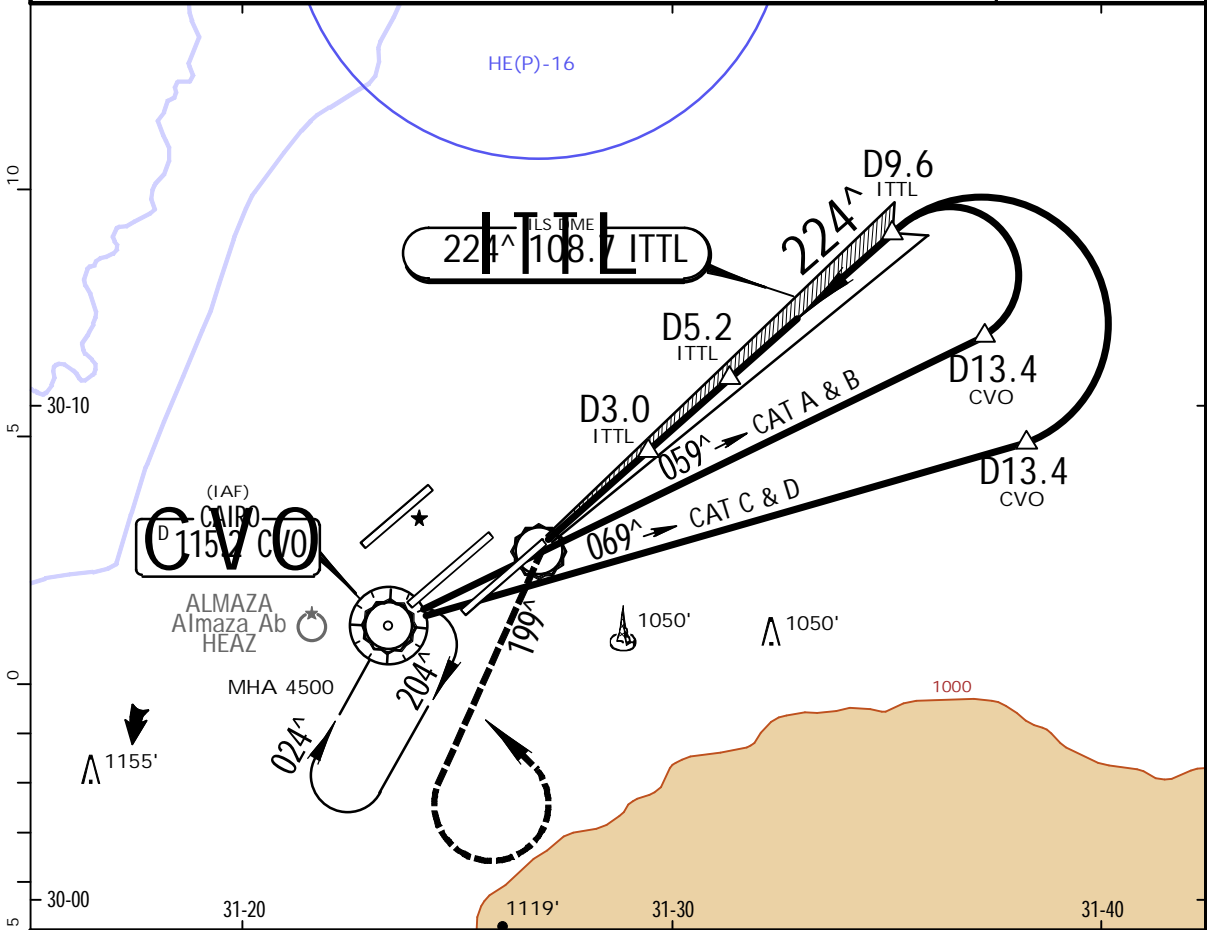 HE(P)-16
10
D9.6
ITTL
224^
ILS DME
224^ 108.7 ITTL
ITTL
D5.2
ITTL
D13.4
CVO
30-10
D3.0
ITTL
059^
CAT A & B
5
D13.4
CVO
069^
CAT C & D
(IAF)
CAIRO
D 115.2 CVO
CVO
ALMAZA
Almaza Ab
HEAZ
199^
1050'
1050'
204^
MHA 4500
0
1000
024^
1155'
30-00
31-20
31-30
31-40
1119'
5